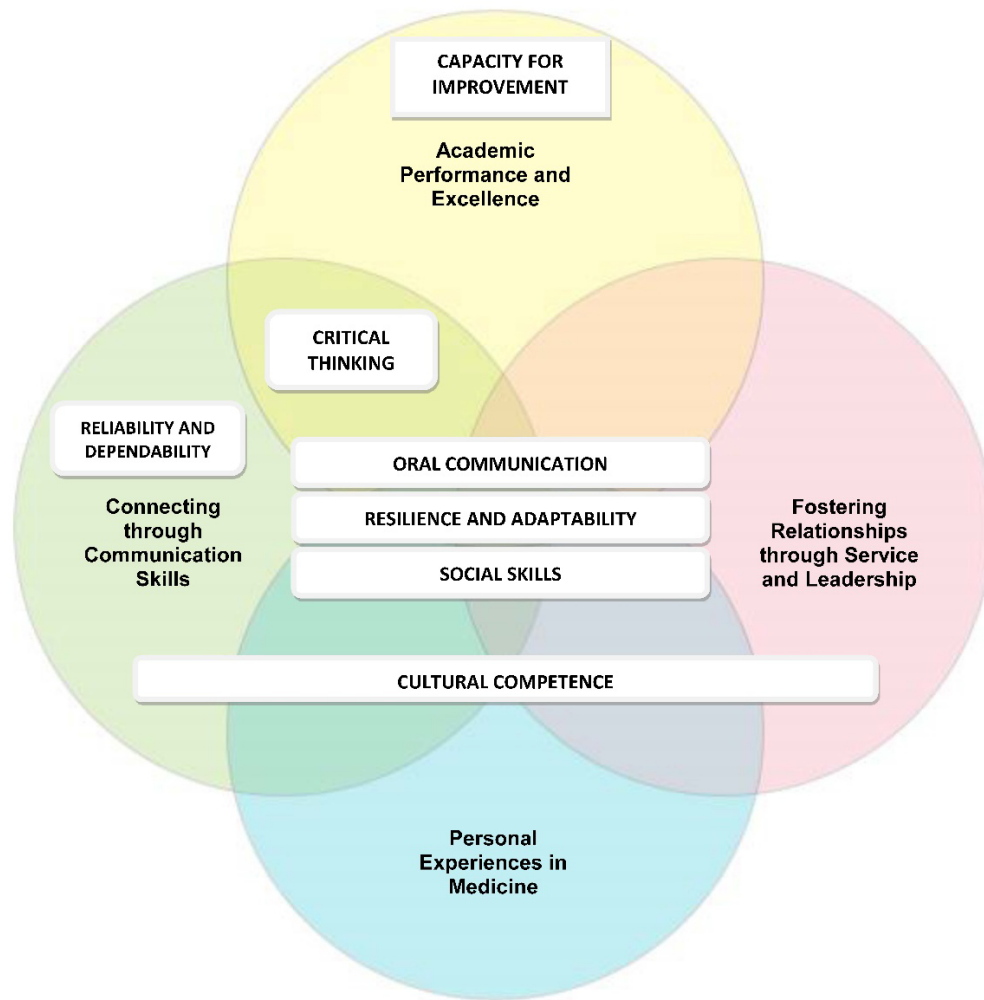 CAPACITY FOR
IMPROVEMENT
Academic
Performance and
Excellence
CRITICAL
THINKING
RELIABILITY AND
DEPENDABILITY
Connecting
through
Communication
Skills
ORAL COMMUNICATION
RESILIENCE AND ADAPTABILITY
SOCIAL SKILLS
Fostering
Relationships
through Service
and Leadership
CULTURAL COMPETENCE
Personal
Experiences in
Medicine